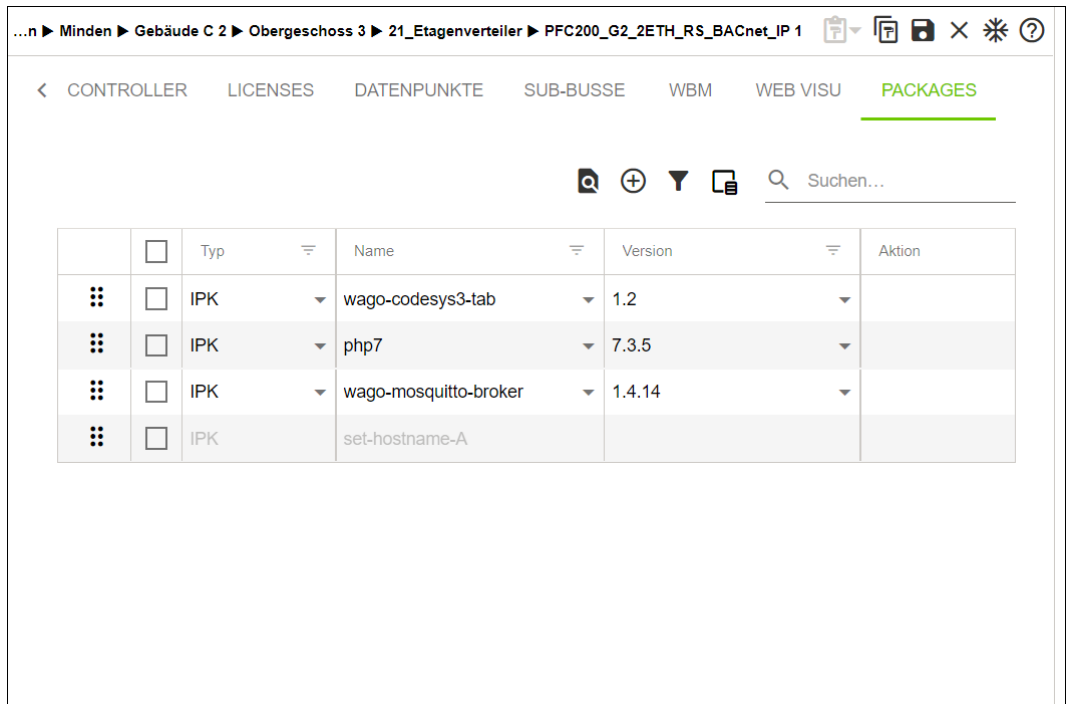 ...n ▶ Minden ▶ Gebäude C 2 ▶ Obergeschoss 3 ▶ 21_Etagenverteiler ▶ PFC200_G2_2ETH_RS_BACnet_IP 1
CONTROLLER LICENSES DATENPUNKTE SUB-BUSSE WBM WEB VISU PACKAGES
Suchen...
Typ Name Version Aktion
IPK wago-codesys3-tab 1.2
IPK php7 7.3.5
IPK wago-mosquitto-broker 1.4.14
IPK set-hostname-A